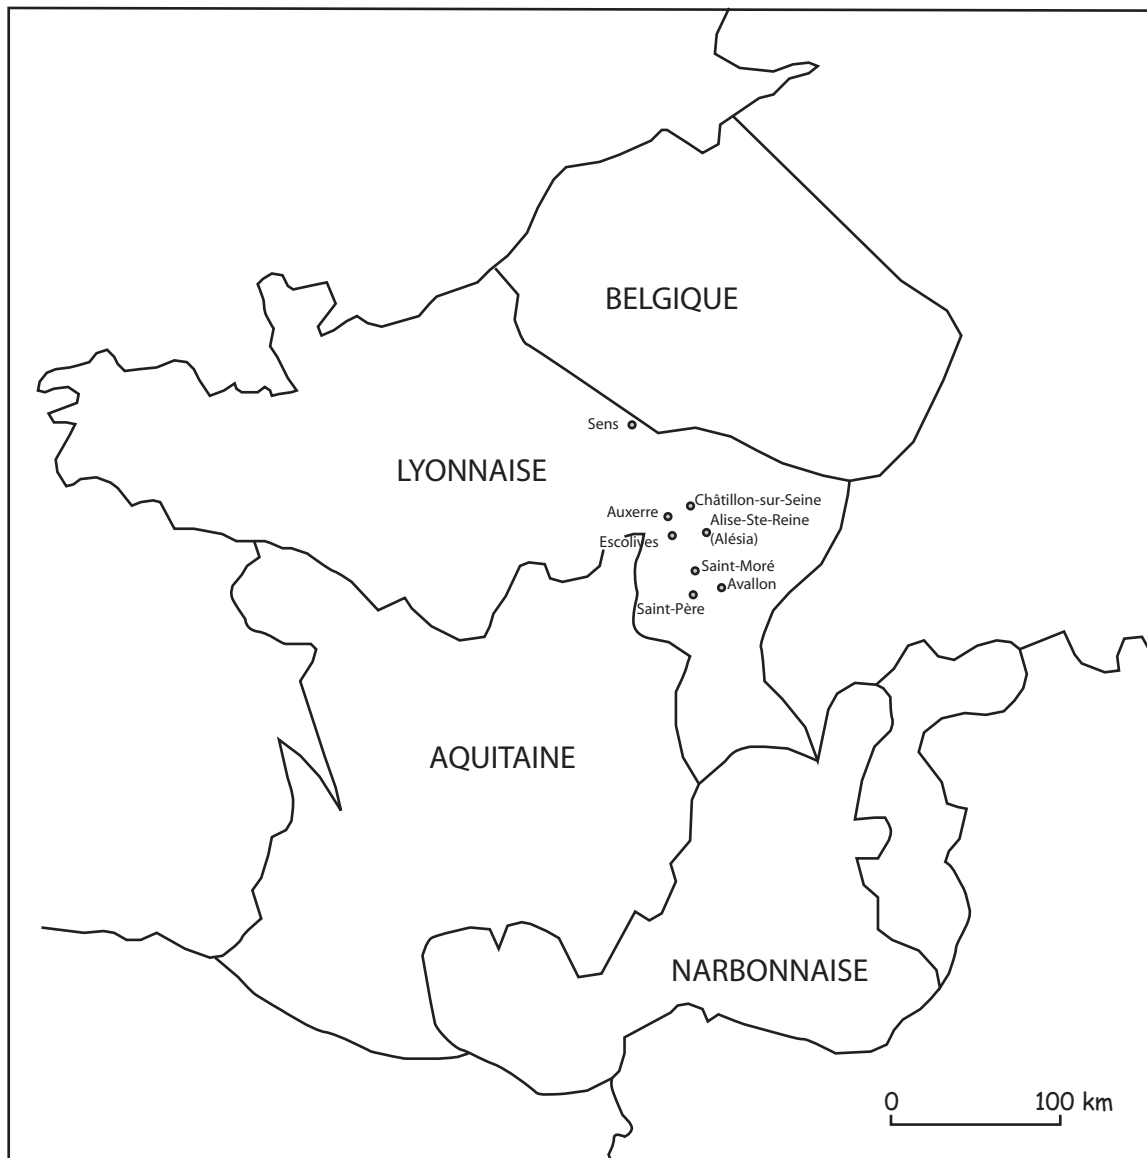 BELGIQUE
Sens
LYONNAISE
Châtillon-sur-Seine
Auxerre
Alise-Ste-Reine
(Alésia)
Escolives
Saint-Moré
Avallon
Saint-Père
AQUITAINE
NARBONNAISE
0 100 km